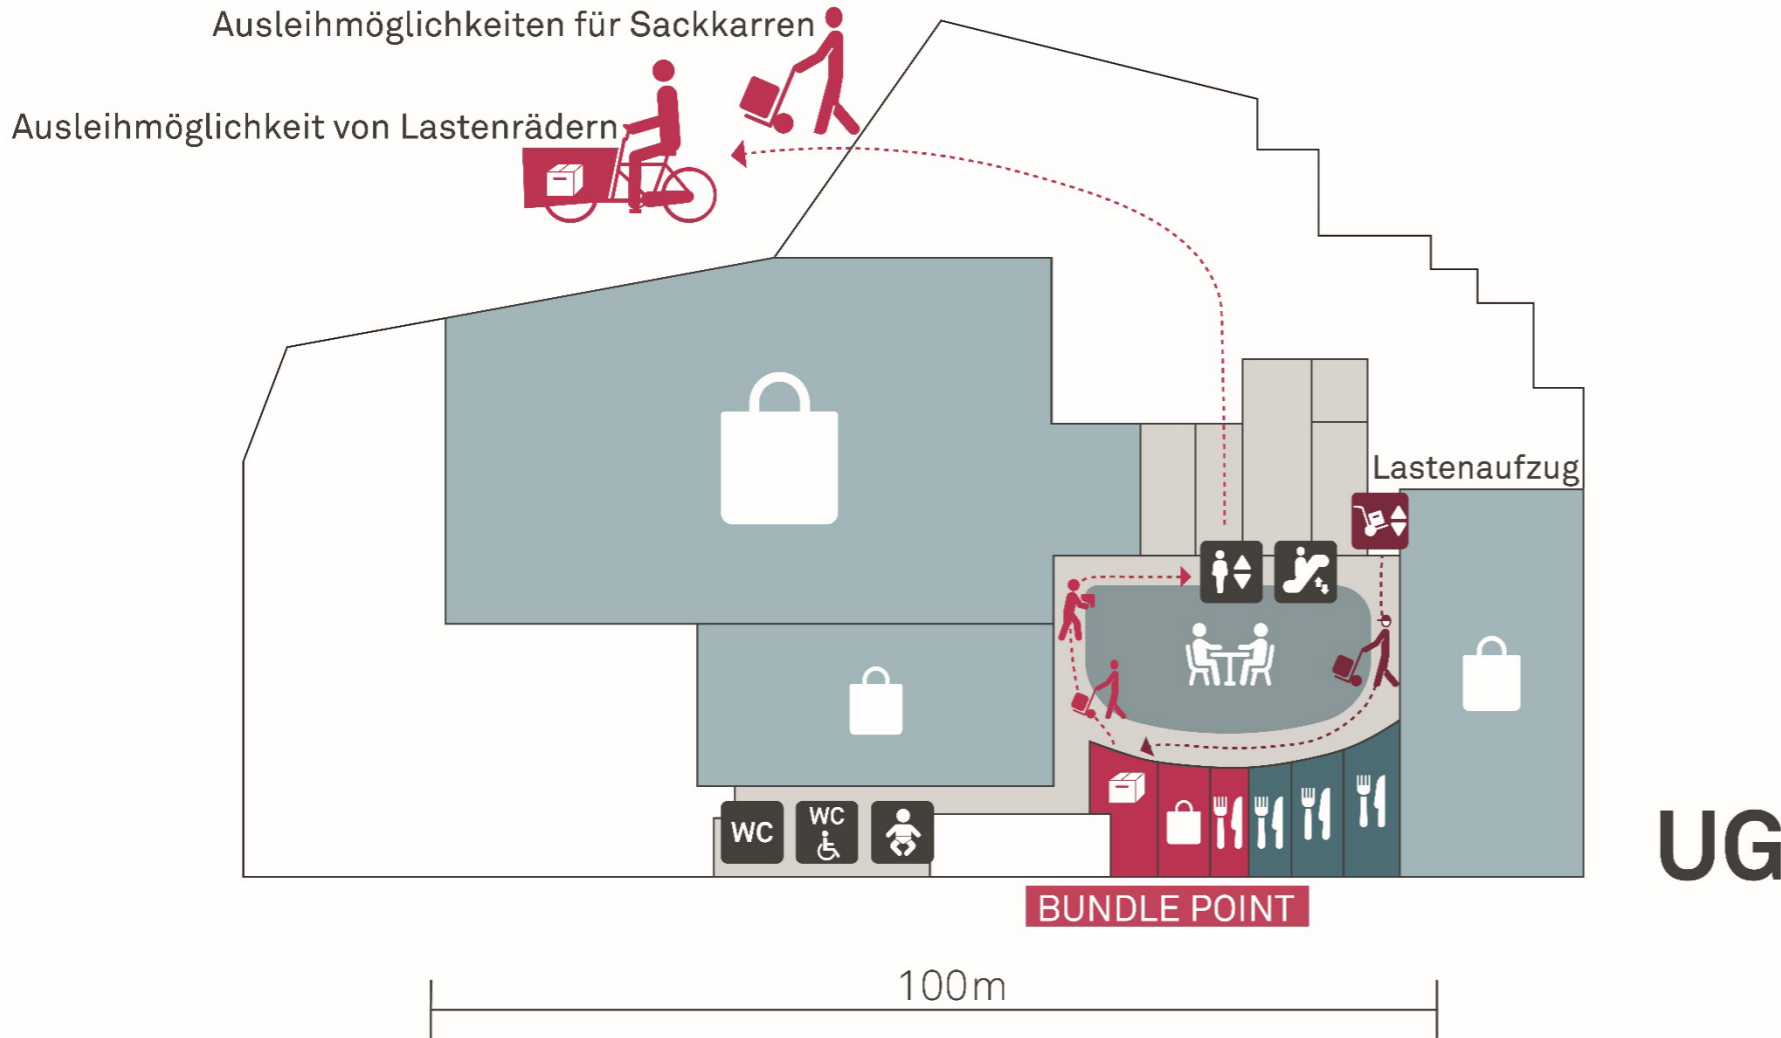 Ausleihmöglichkeiten für Sackkarren
Ausleihmöglichkeit von Lastenrädern
Lastenaufzug
WC
WC
UG
BUNDLE POINT
100m